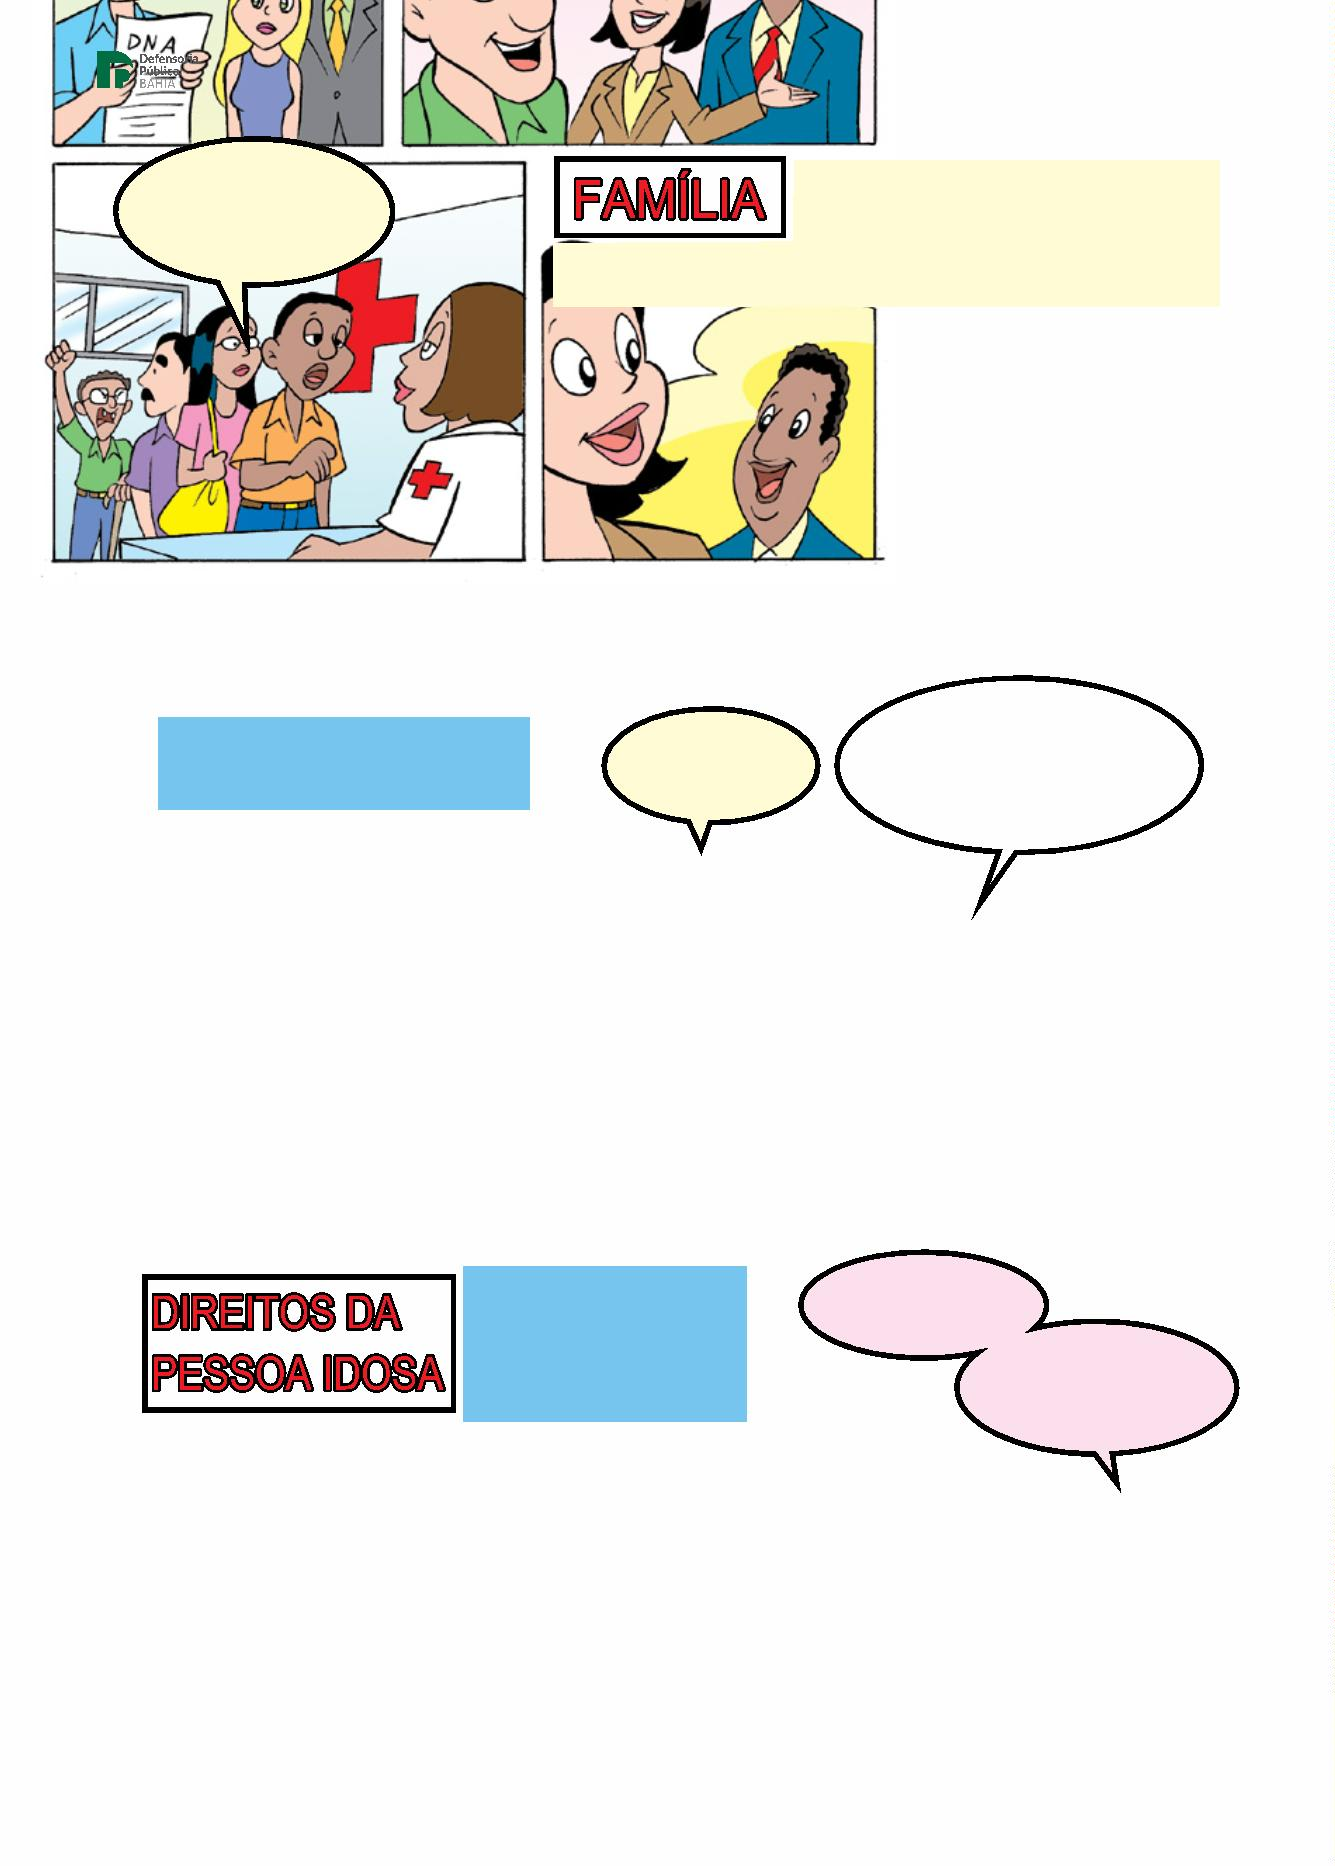 DNA
Defensoria
Pública
BAHIA
FAMÍLIA
DIREITOS DA
PESSOA IDOSA